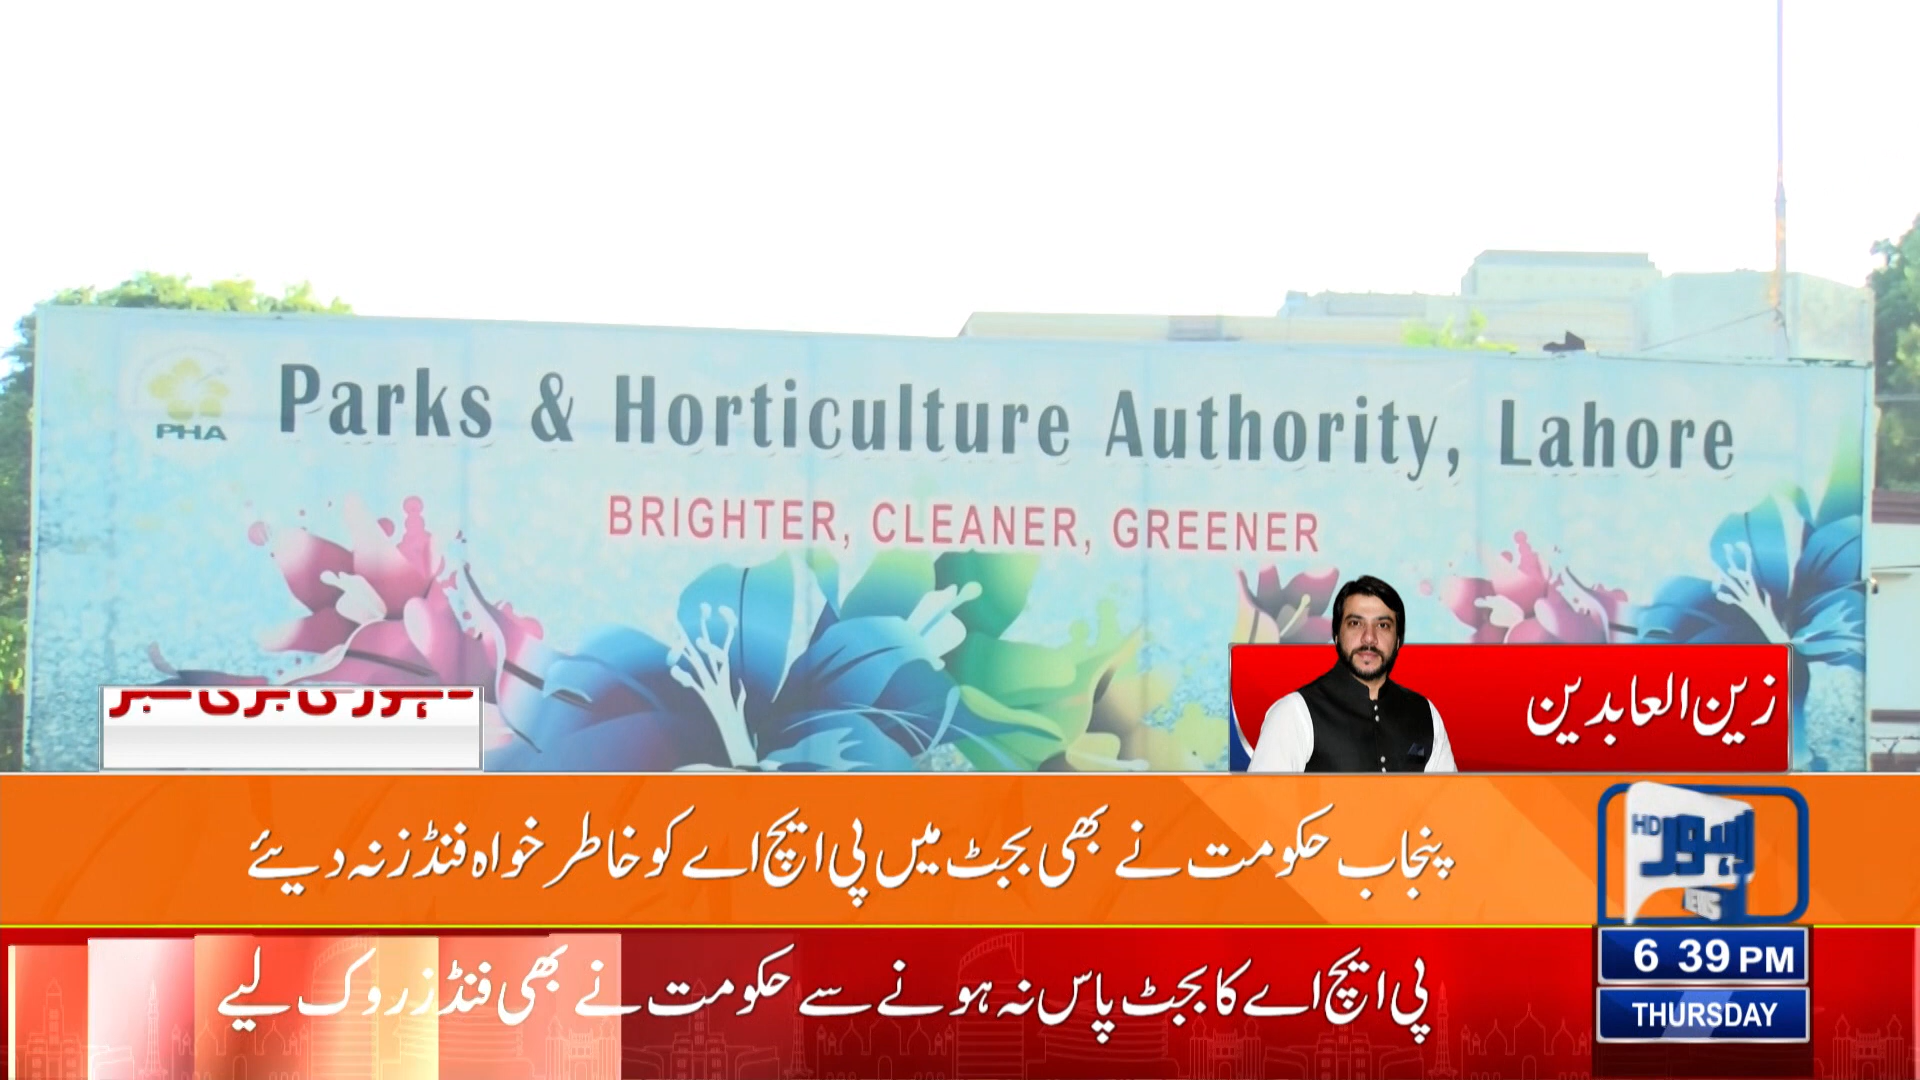 PHA
Parks & Horticulture Authority, Lahore
BRIGHTER, CLEANER, GREENER
زین العابدین
پنجاب حکومت نے بھی بجٹ میں پی ایچ اے کو خاطر خواہ فنڈز نہ دیئے
پی ایچ اے کا بجٹ پاس نہ ہونے سے حکومت نے بھی فنڈز روک لیے
HD
لاہور
NEWS
6 39 PM
THURSDAY